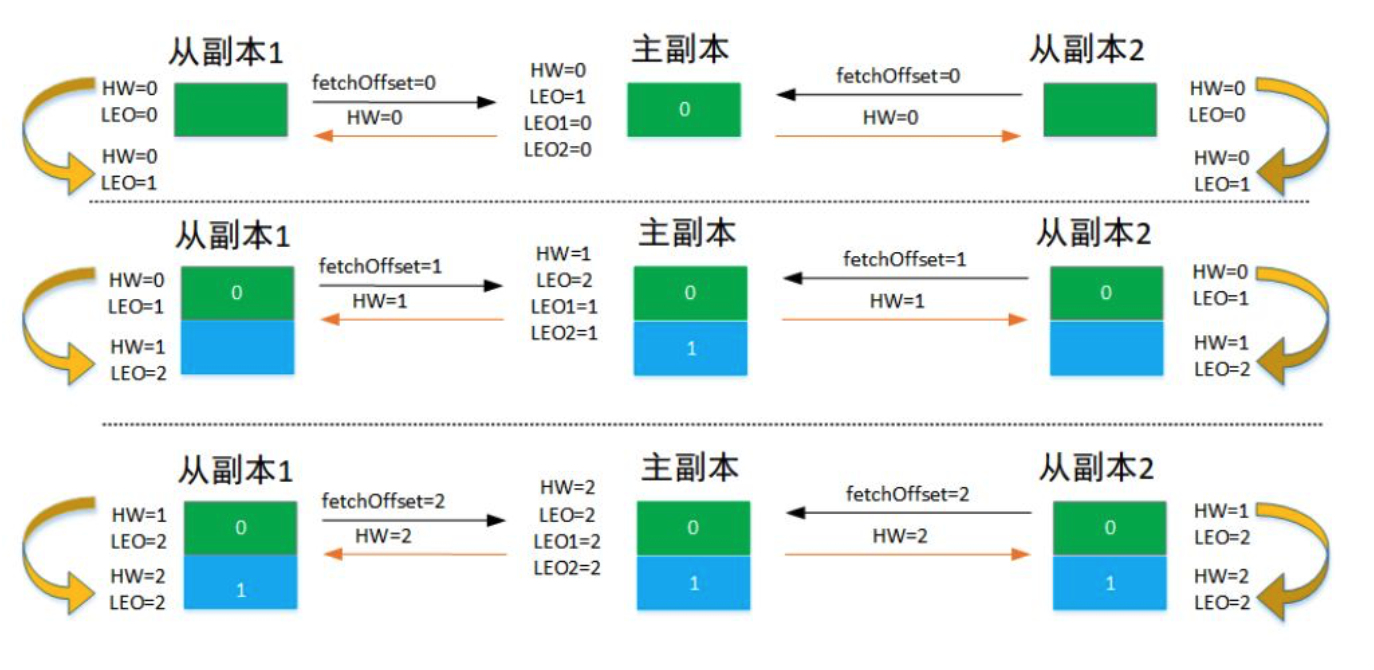 从副本1
主副本
从副本2
HW=0
LEO=0
HW=0
LEO=1
fetchOffset=0
HW=0
HW=0
LEO=1
LEO1=0
LEO2=0
0
fetchOffset=0
HW=0
HW=0
LEO=0
HW=0
LEO=1
从副本1
主副本
从副本2
HW=0
LEO=1
HW=1
LEO=2
0
fetchOffset=1
HW=1
HW=1
LEO=2
LEO1=1
LEO2=1
0
1
fetchOffset=1
HW=1
0
HW=0
LEO=1
HW=1
LEO=2
从副本1
主副本
从副本2
HW=1
LEO=2
HW=2
LEO=2
0
1
fetchOffset=2
HW=2
HW=2
LEO=2
LEO1=2
LEO2=2
0
1
fetchOffset=2
HW=2
0
1
HW=1
LEO=2
HW=2
LEO=2